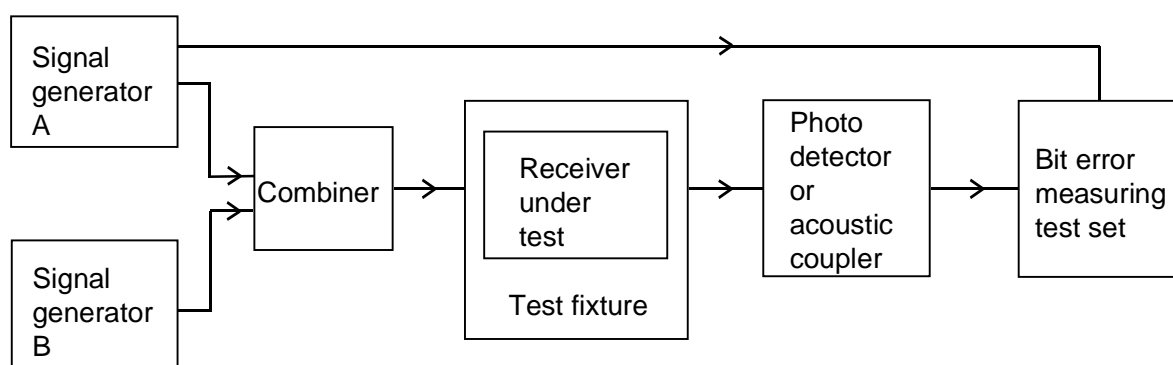 Signal
generator
A
Combiner
Signal
generator
B
Receiver
under
test
Test fixture
Photo
detector
or
acoustic
coupler
Bit error
measuring
test set